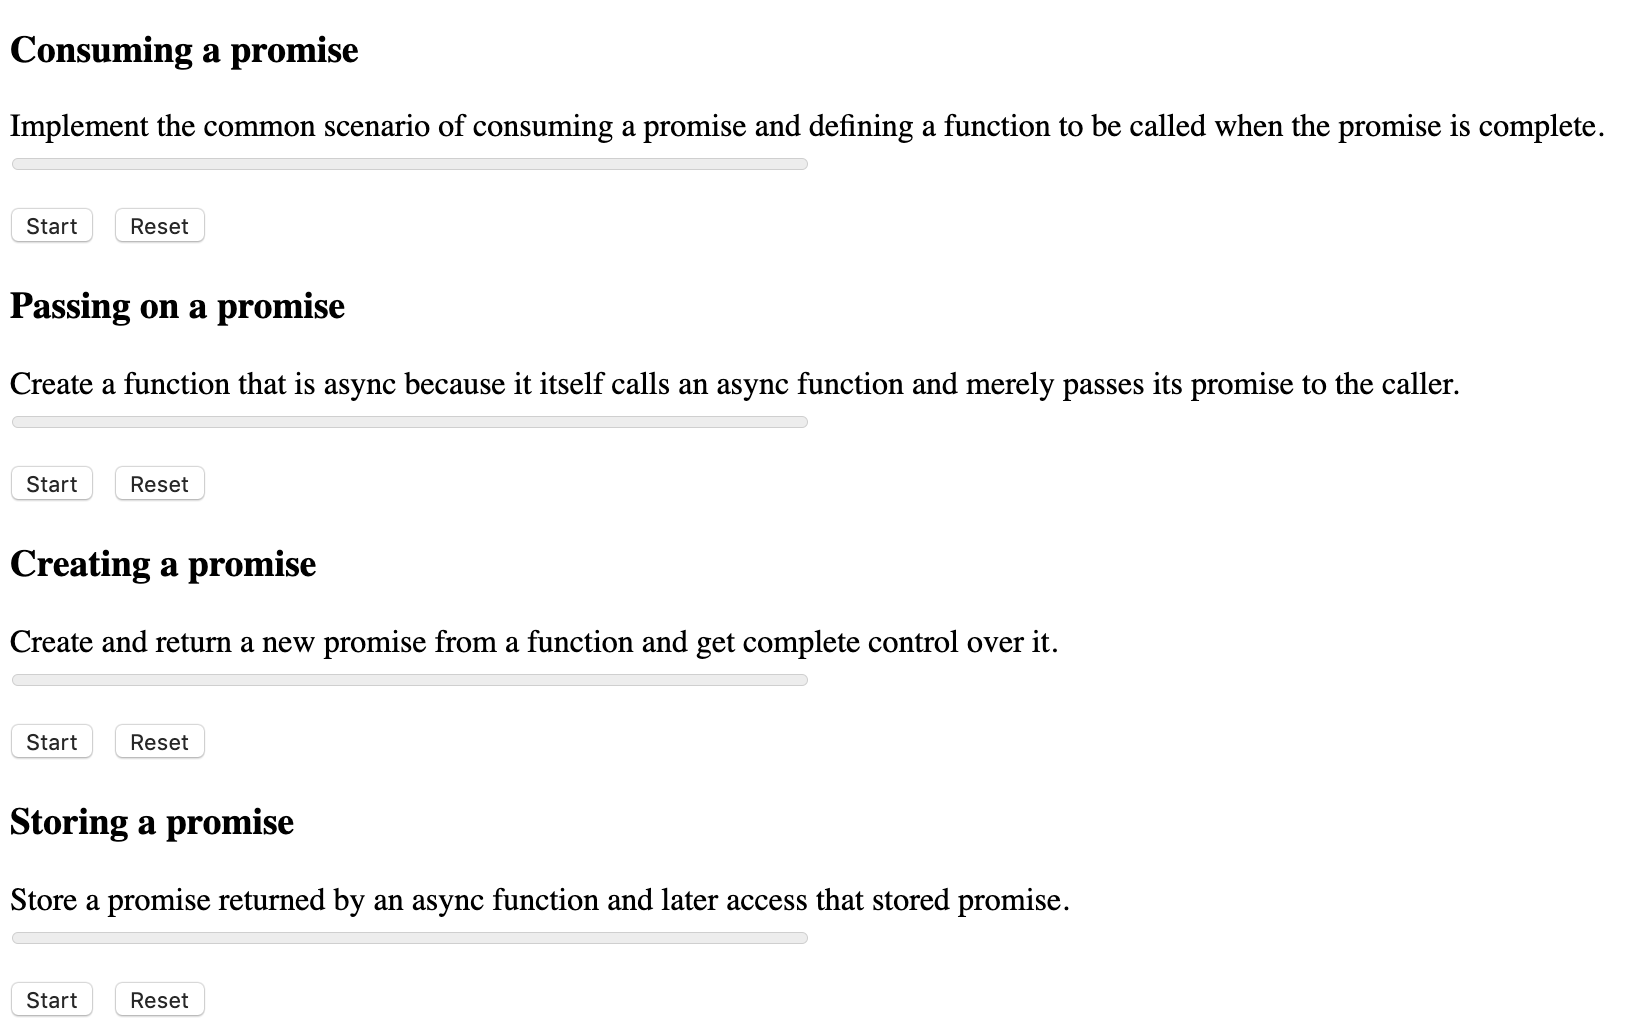 Consuming a promise
Implement the common scenario of consuming a promise and defining a function to be called when the promise is complete.
Start Reset
Passing on a promise
Create a function that is async because it itself calls an async function and merely passes its promise to the caller.
Start Reset
Creating a promise
Create and return a new promise from a function and get complete control over it.
Start Reset
Storing a promise
Store a promise returned by an async function and later access that stored promise.
Start Reset